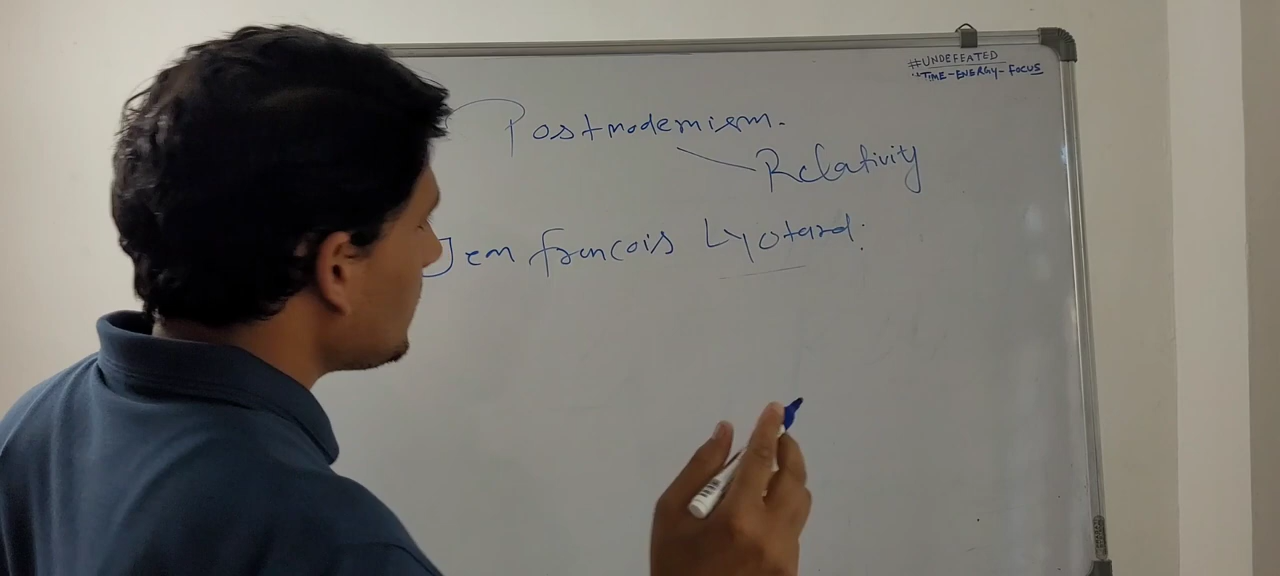 #UNDEFEATED
TIME-ENERGY-FOCUS
Postmodernism.
Relativity
Jean francois Lyotard: